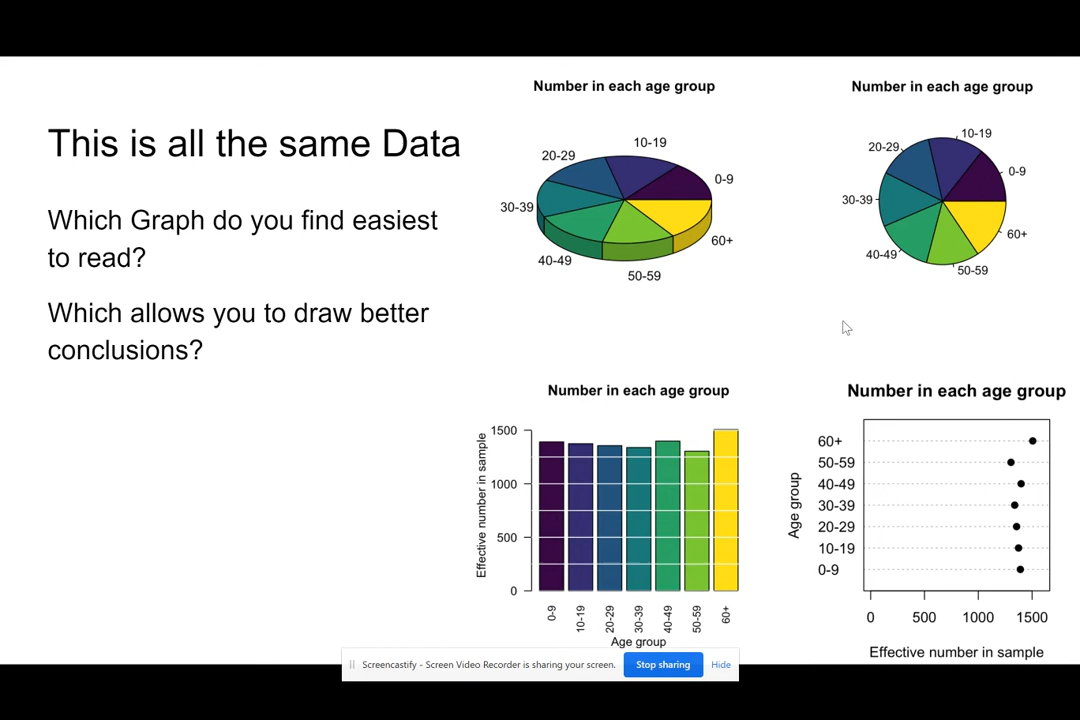 This is all the same Data
Which Graph do you find easiest
to read?
Which allows you to draw better
conclusions?
Number in each age group
10-19
20-29
0-9
30-39
60+
40-49
50-59
Number in each age group
10-19
20-29
0-9
30-39
60+
40-49
50-59
Number in each age group
Effective number in sample
1500
1000
500
0
0-9
10-19
20-29
30-39
40-49
50-59
60+
Age group
Number in each age group
Age group
60+
50-59
40-49
30-39
20-29
10-19
0-9
0 500 1000 1500
Effective number in sample
Screencastify - Screen Video Recorder is sharing your screen. Stop sharing Hide